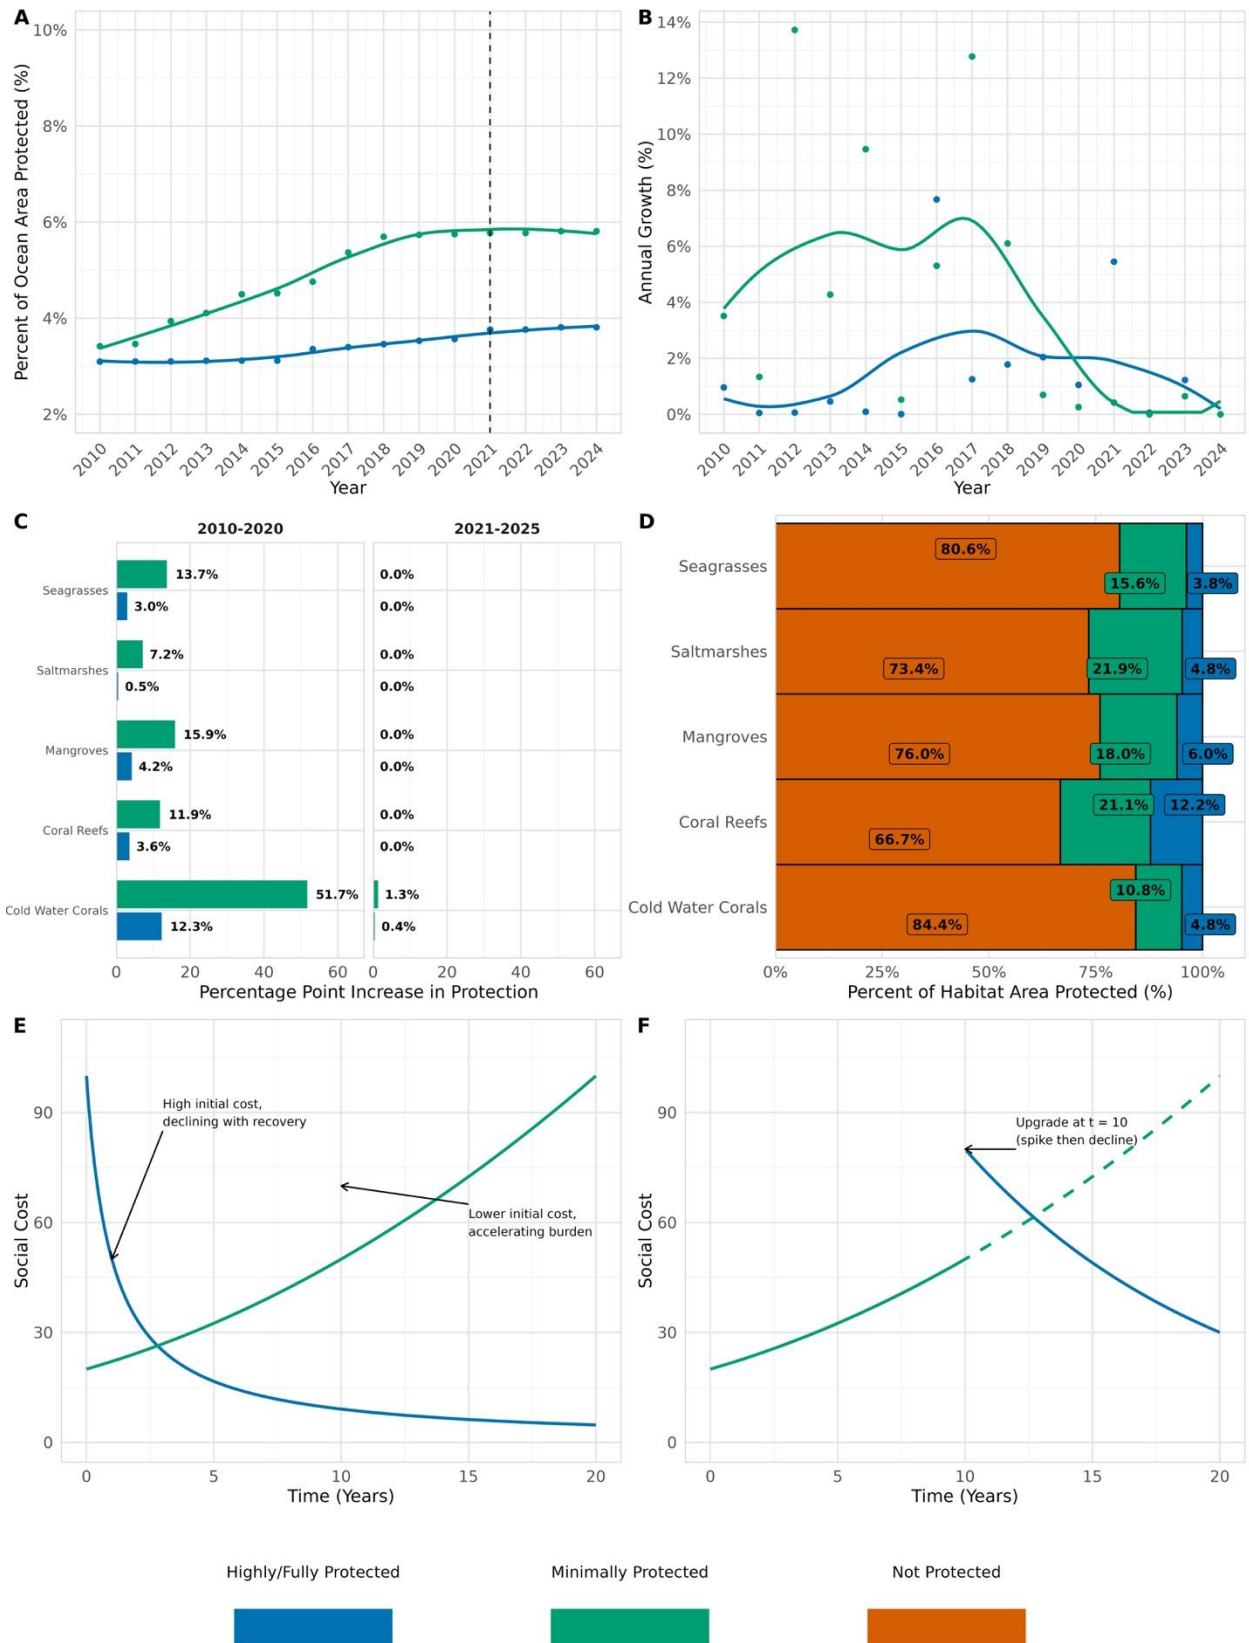 A
Percent of Ocean Area Protected (%)
10%
8%
6%
4%
2%
2010 2011 2012 2013 2014 2015 2016 2017 2018 2019 2020 2021 2022 2023 2024
Year
B
Annual Growth (%)
14%
12%
10%
8%
6%
4%
2%
0%
2010 2011 2012 2013 2014 2015 2016 2017 2018 2019 2020 2021 2022 2023 2024
Year
C
2010-2020 2021-2025
Seagrasses
13.7% 0.0%
3.0% 0.0%
Saltmarshes
7.2% 0.0%
0.5% 0.0%
Mangroves
15.9% 0.0%
4.2% 0.0%
Coral Reefs
11.9% 0.0%
3.6% 0.0%
Cold Water Corals
51.7% 1.3%
12.3% 0.4%
0 20 40 60 0 20 40 60
Percentage Point Increase in Protection
D
Seagrasses
80.6% 15.6% 3.8%
Saltmarshes
73.4% 21.9% 4.8%
Mangroves
76.0% 18.0% 6.0%
Coral Reefs
66.7% 21.1% 12.2%
Cold Water Corals
84.4% 10.8% 4.8%
0% 25% 50% 75% 100%
Percent of Habitat Area Protected (%)
E
Social Cost
90
60
30
0
High initial cost,
declining with recovery
Lower initial cost,
accelerating burden
0 5 10 15 20
Time (Years)
F
Social Cost
90
60
30
0
Upgrade at t = 10
(spike then decline)
0 5 10 15 20
Time (Years)
Highly/Fully Protected Minimally Protected Not Protected